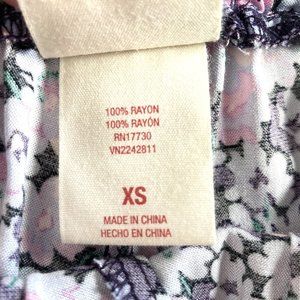 100% RAYON
100% RAYÓN
RN17730
VN2242811
XS
MADE IN CHINA
HECHO EN CHINA